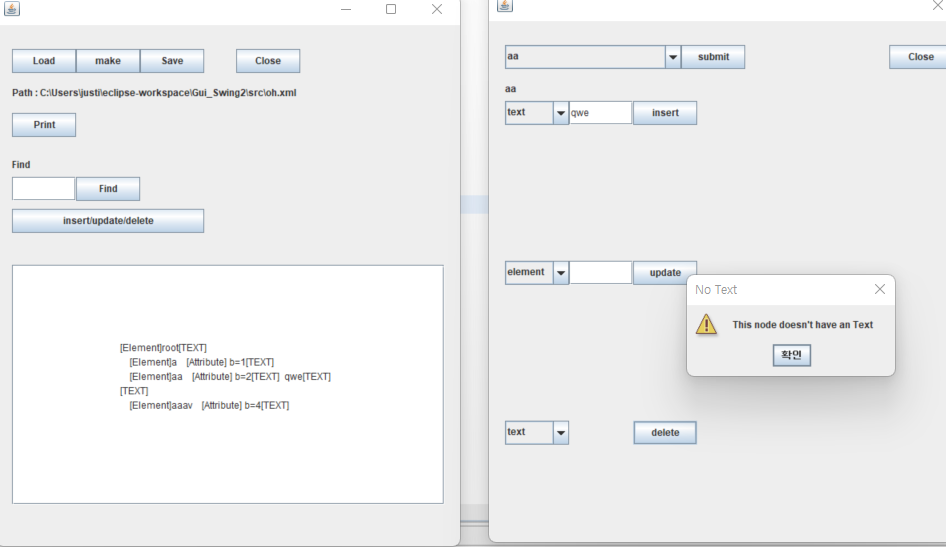 Load make Save Close
Path : C:\Users\justi\eclipse-workspace\Gui_Swing2\src\oh.xml
Print
Find
Find
insert/update/delete
[Element]root[TEXT]
[Element]a [Attribute] b=1[TEXT]
[Element]aa [Attribute] b=2[TEXT] qwe[TEXT]
[TEXT]
[Element]aaav [Attribute] b=4[TEXT]
aa submit Close
aa
text qwe insert
element update
No Text
This node doesn't have an Text
확인
text delete